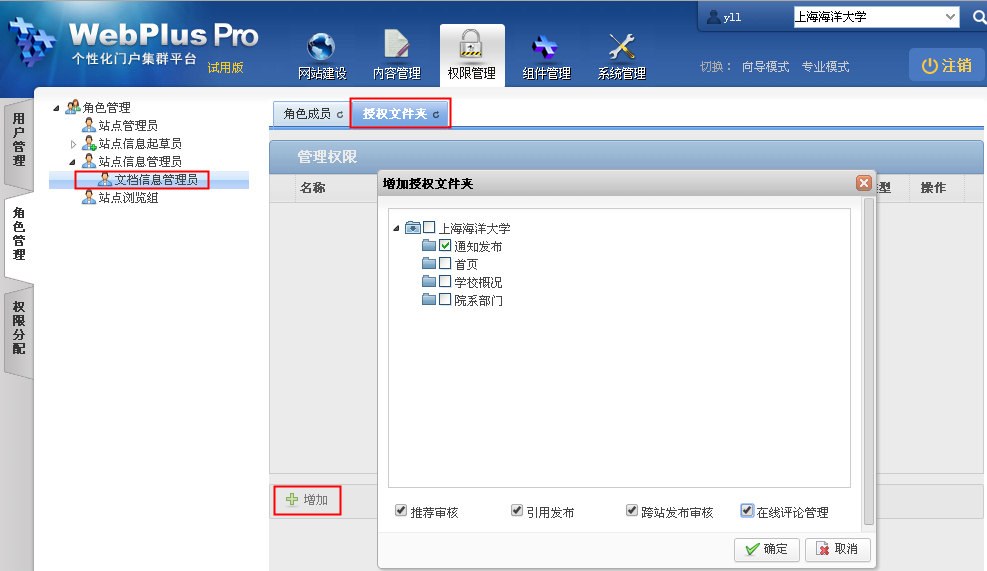 WebPlus Pro
个性化门户集群平台 试用版
网站建设 内容管理 权限管理 组件管理 系统管理
yll 上海海洋大学
切换： 向导模式 专业模式 注销
用户管理
角色管理
权限分配
角色管理
站点管理员
站点信息起草员
站点信息管理员
文档信息管理员
站点浏览组
角色成员 授权文件夹
管理权限
名称 型 操作
增加授权文件夹
上海海洋大学
通知发布
首页
学校概况
院系部门
增加
推荐审核 引用发布 跨站发布审核 在线评论管理
确定 取消